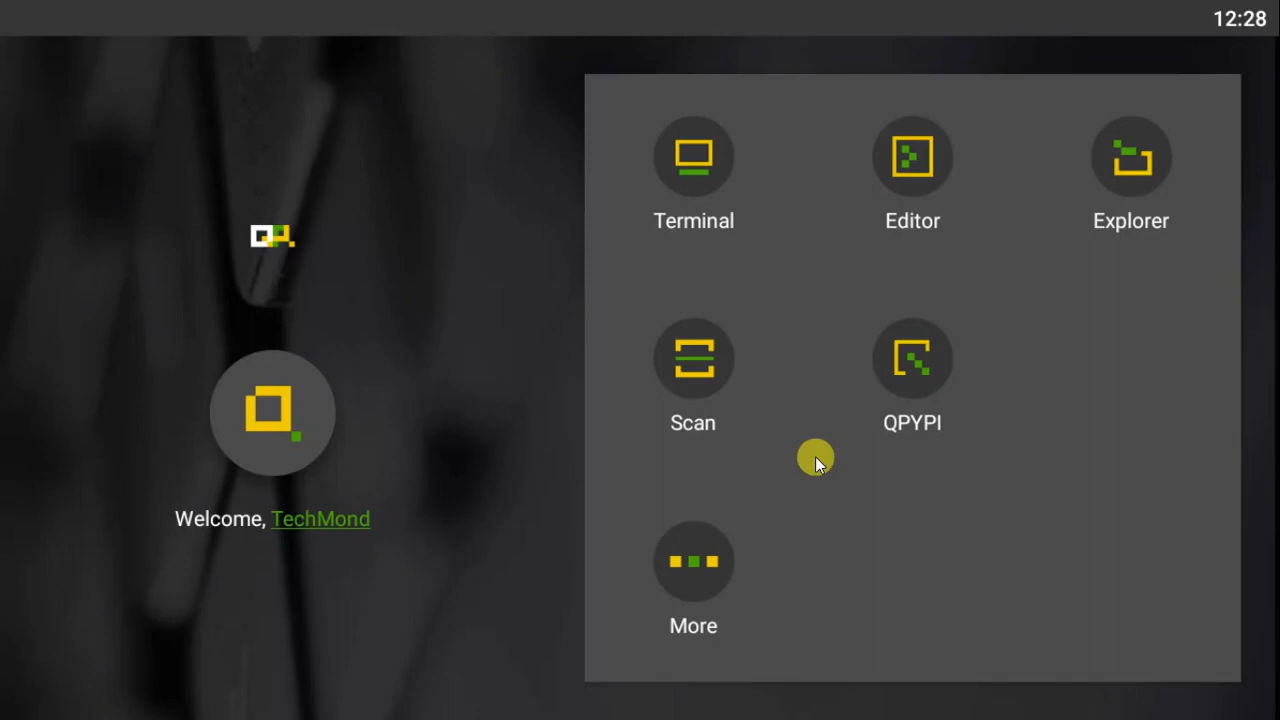 12:28
Terminal
Editor
Explorer
Scan
QPYPI
Welcome, TechMond
More